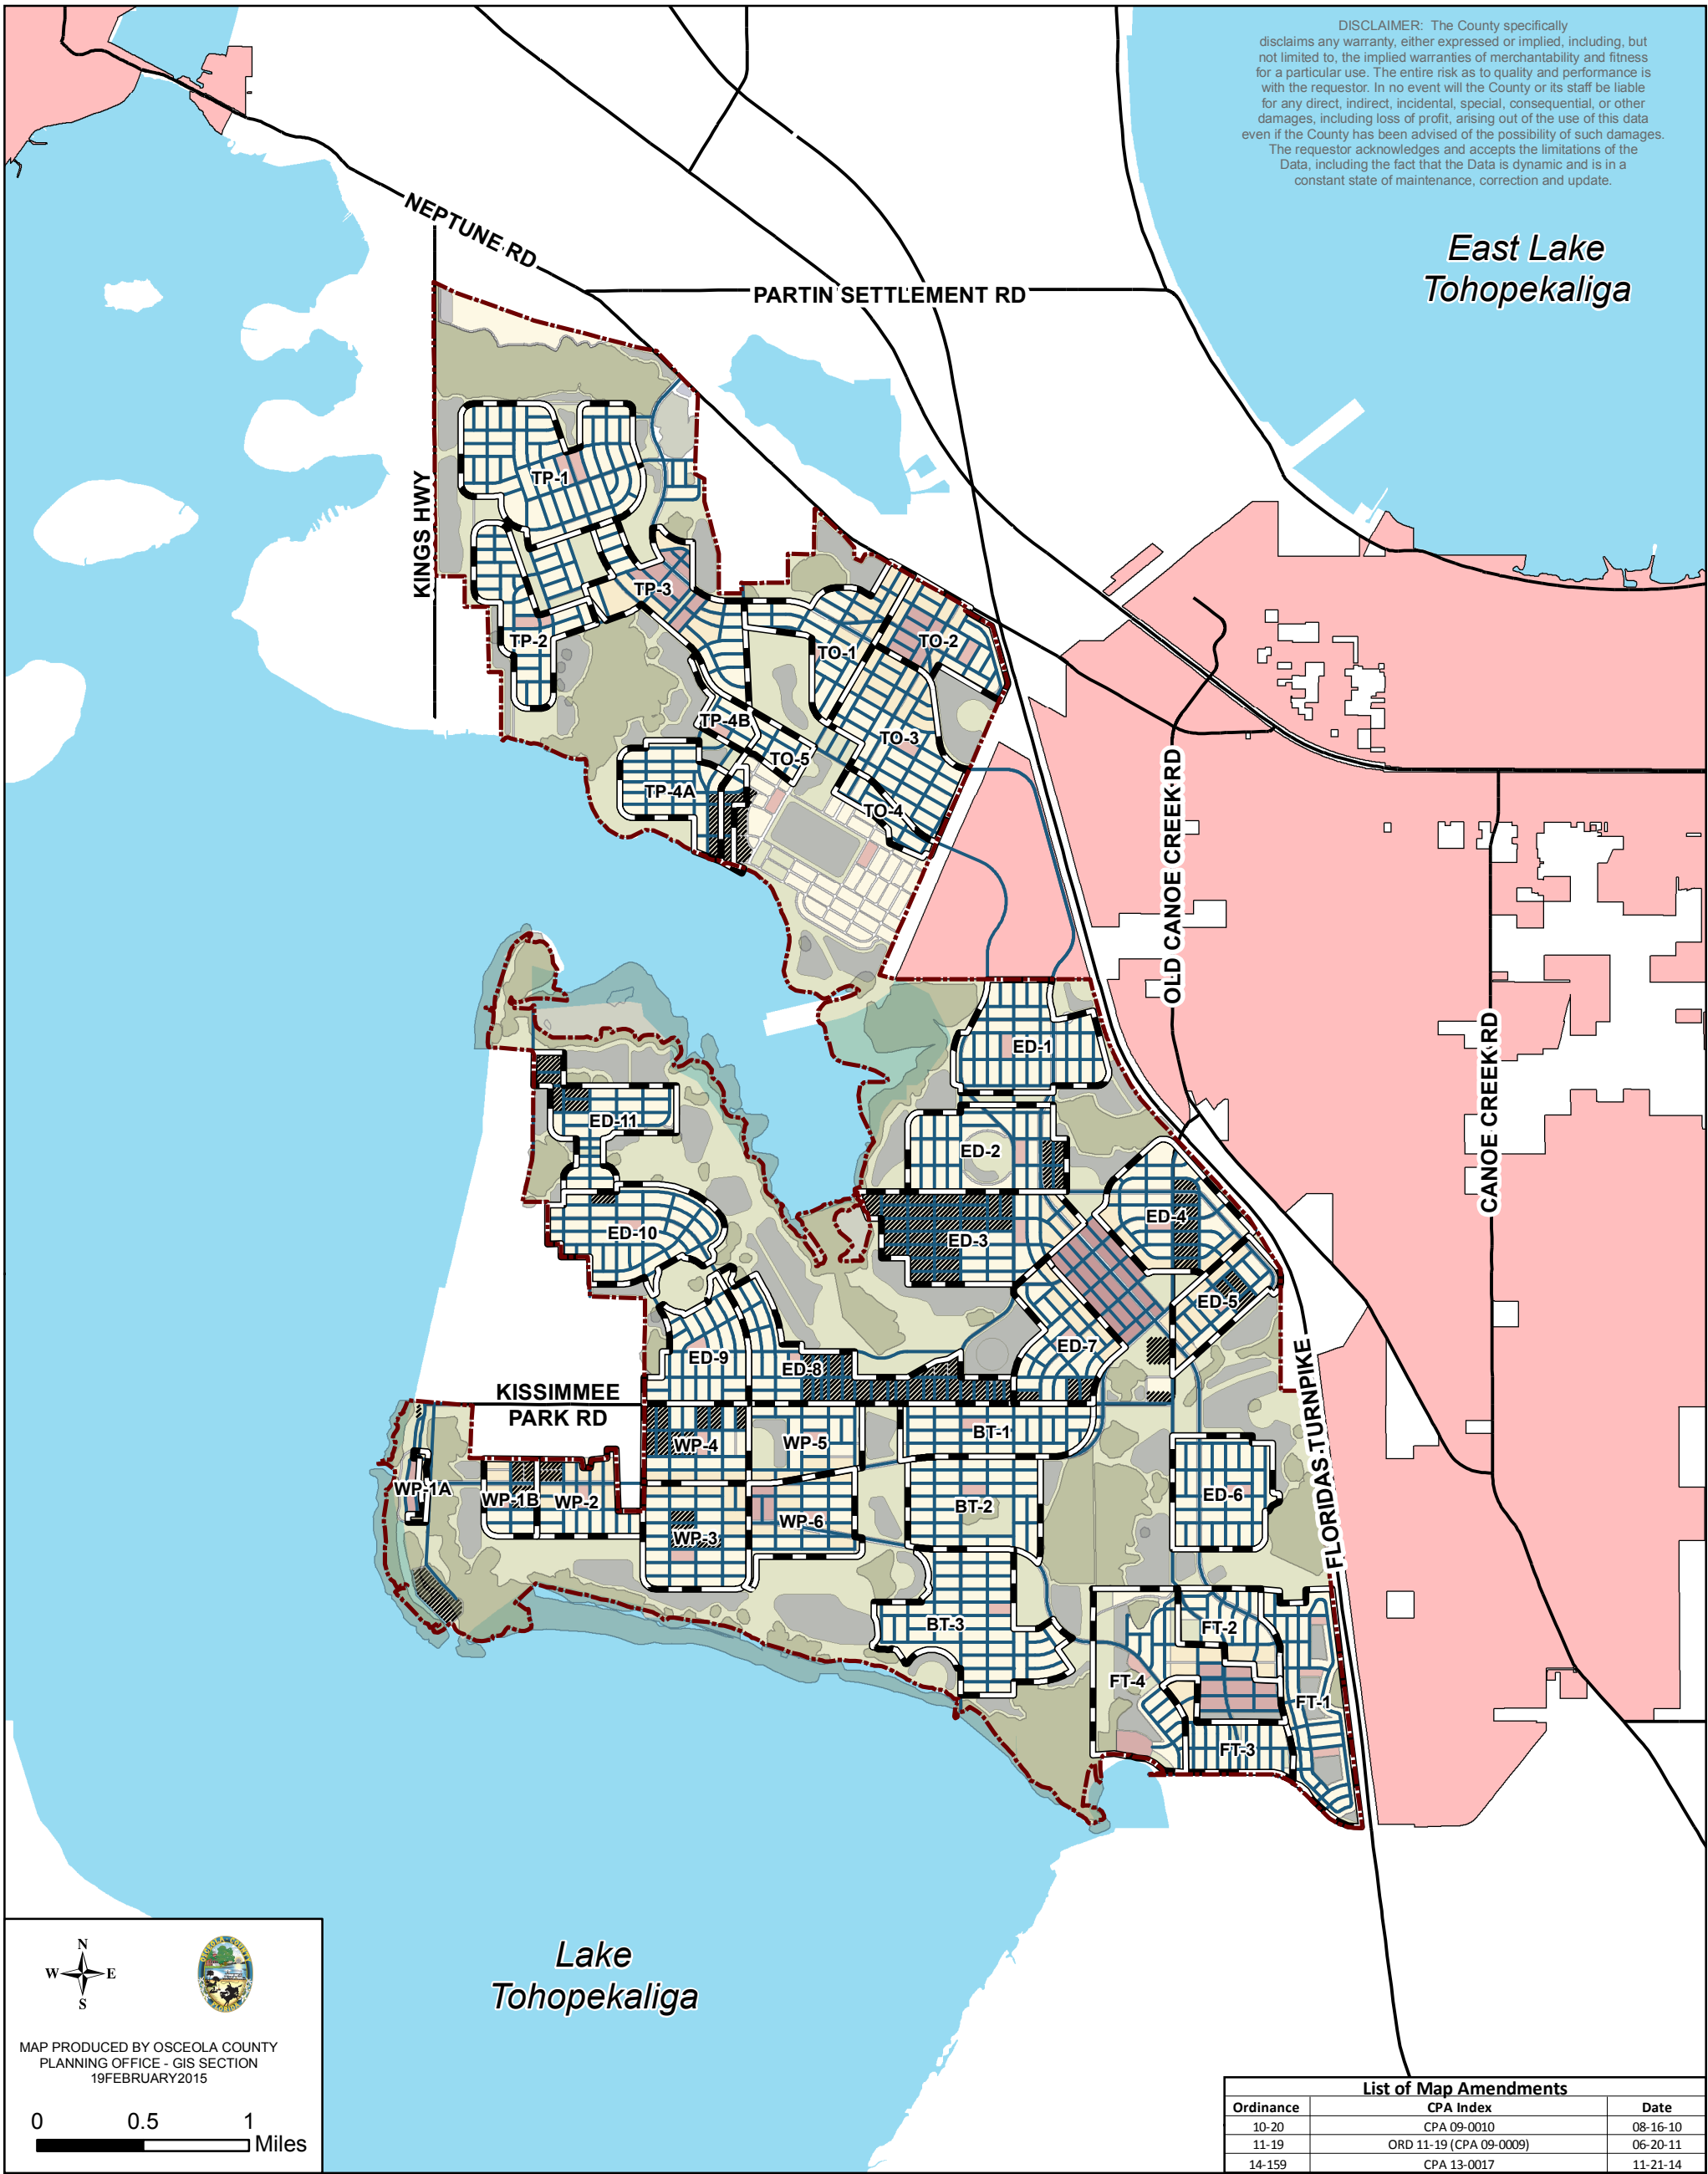 DISCLAIMER: The County specifically
disclaims any warranty, either expressed or implied, including, but
not limited to, the implied warranties of merchantability and fitness
for a particular use. The entire risk as to quality and performance is
with the requestor. In no event will the County or its staff be liable
for any direct, indirect, incidental, special, consequential, or other
damages, including loss of profit, arising out of the use of this data
even if the County has been advised of the possibility of such damages.
The requestor acknowledges and accepts the limitations of the
Data, including the fact that the Data is dynamic and is in a
constant state of maintenance, correction and update.
East Lake
Tohopekaliga
NEPTUNE RD
PARTIN SETTLEMENT RD
KINGS HWY
TP-1
TP-3
TP-2
TO-2
TO-1
TP-4B
TO-3
TO-5
TP-4A
TO-4
OLD CANOE CREEK RD
CANOE CREEK RD
ED-1
ED-11
ED-2
ED-4
ED-10
ED-3
ED-5
ED-7
ED-9
ED-8
FLORIDAS TURNPIKE
KISSIMMEE
PARK RD
WP-4
WP-5
BT-1
WP-1A
WP-1B
WP-2
ED-6
BT-2
WP-6
WP-3
BT-3
FT-2
FT-4
FT-1
FT-3
Lake
Tohopekaliga
N
W E
S
OSCEOLA COUNTY
FLORIDA
MAP PRODUCED BY OSCEOLA COUNTY
PLANNING OFFICE - GIS SECTION
19FEBRUARY2015
0 0.5 1
Miles
List of Map Amendments
Ordinance CPA Index Date
10-20 CPA 09-0010 08-16-10
11-19 ORD 11-19 (CPA 09-0009) 06-20-11
14-159 CPA 13-0017 11-21-14